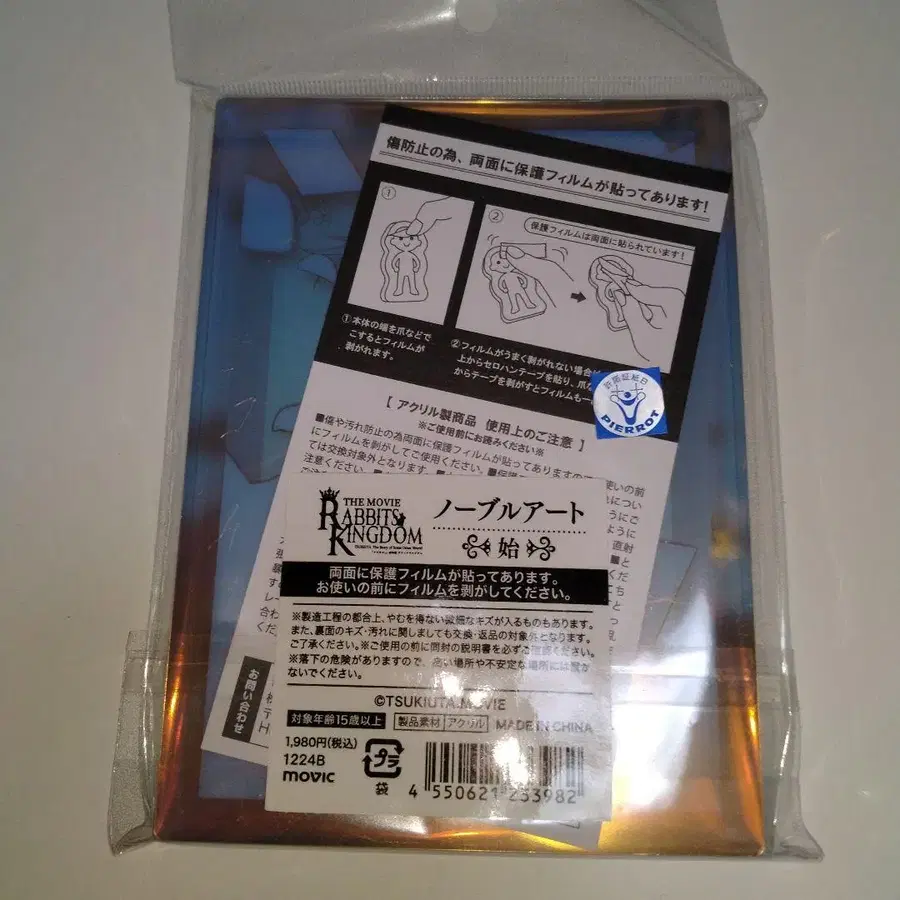 傷防止の為、両面に保護フィルムが貼ってあります!
①
②
保護フィルムは両面に貼られています!
①本体の端を爪などで
こするとフィルムが
剥がれます。
②フィルムがうまく剥がれない場合
上からセロハンテープを貼り、爪
からテープを剥がすとフィルムも一
許諾証紙日
PIERROT
【 アクリル製商品 使用上のご注意 】
※ご使用前にお読みください※
■傷や汚れ防止の為両面に保護フィルムが貼ってありますので
にフィルムを剥がしてご使用ください。
ては交換対象外となります。
注意ください。
お問い合わせ
THE MOVIE
RABBITS KINGDOM
ノーブルアート
始
両面に保護フィルムが貼ってあります。
お使いの前にフィルムを剥がしてください。
※製造工程の都合上、やむを得ない微細なキズが入るものもあります。
また、裏面のキズ・汚れに関しましても交換・返品の対象外となります。
ご了承ください。※ご使用の前に同封の説明書を必ずご確認ください。
※落下の危険がありますので、高い場所や不安定な場所には置か
ないでください。
©TSUKIUTA.MOVIE
対象年齢15歳以上 製品素材 アクリル MADE IN CHINA
1,980円(税込)
1224B
movic
プラ
袋
4 550621 233982